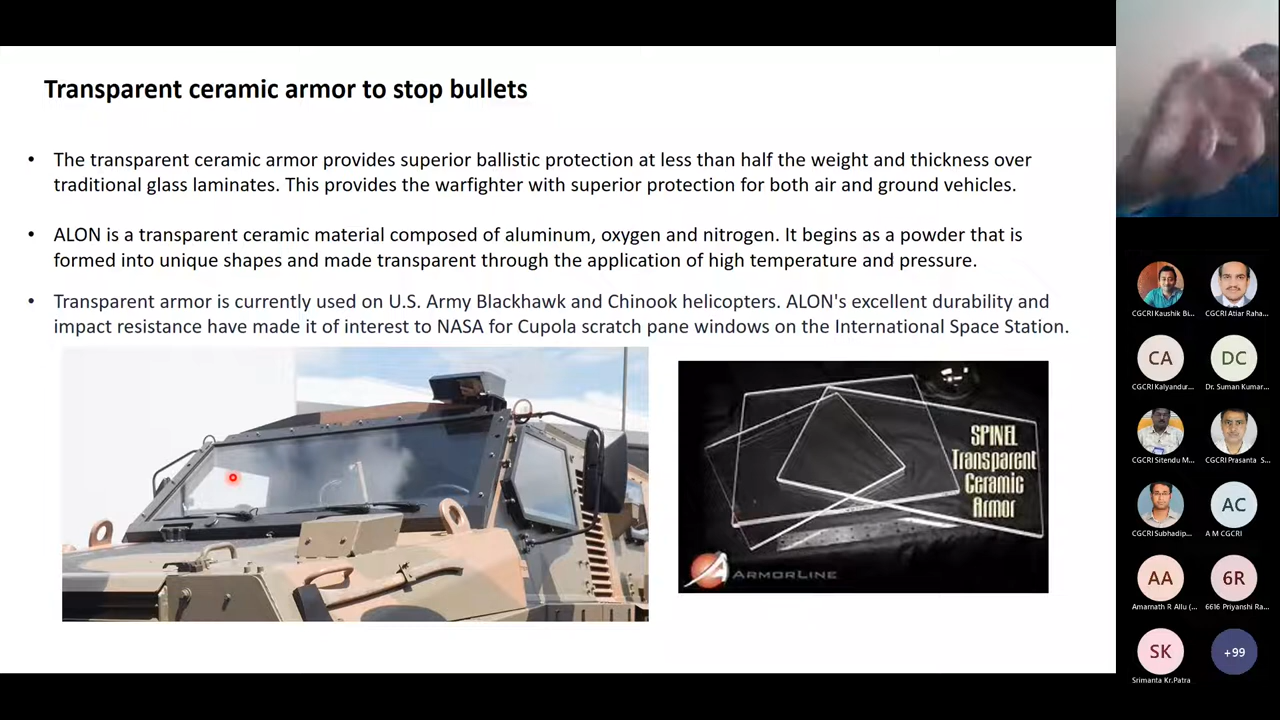 Transparent ceramic armor to stop bullets
• The transparent ceramic armor provides superior ballistic protection at less than half the weight and thickness over
traditional glass laminates. This provides the warfighter with superior protection for both air and ground vehicles.
• ALON is a transparent ceramic material composed of aluminum, oxygen and nitrogen. It begins as a powder that is
formed into unique shapes and made transparent through the application of high temperature and pressure.
• Transparent armor is currently used on U.S. Army Blackhawk and Chinook helicopters. ALON's excellent durability and
impact resistance have made it of interest to NASA for Cupola scratch pane windows on the International Space Station.
SPINEL
Transparent
Ceramic
Armor
ARMORLINE
CGCRI Kaushik Bi...
CGCRI Atiar Raha...
CA
DC
CGCRI Kalyandur...
Dr. Suman Kumar...
CGCRI Sitendu M...
CGCRI Prasanta S...
AC
CGCRI Subhadip...
A M CGCRI
AA
6R
Amarnath R Allu (...
6616 Priyanshi Ra...
SK
+99
Srimanta Kr.Patra